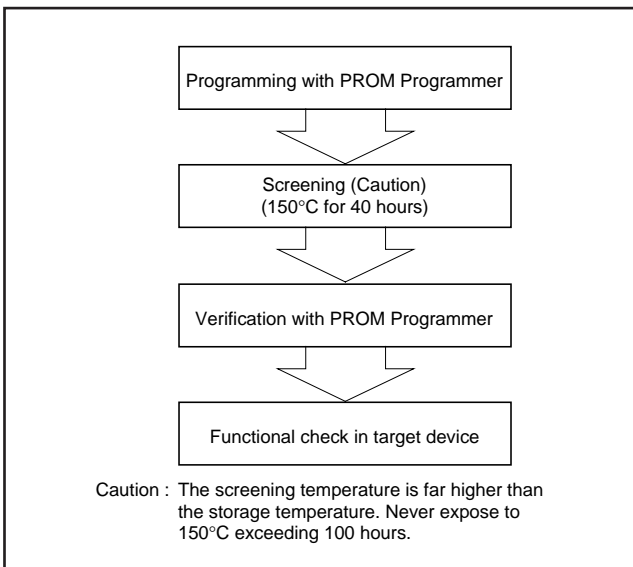 Programming with PROM Programmer
Screening (Caution)
(150°C for 40 hours)
Verification with PROM Programmer
Functional check in target device
Caution : The screening temperature is far higher than
the storage temperature. Never expose to
150°C exceeding 100 hours.